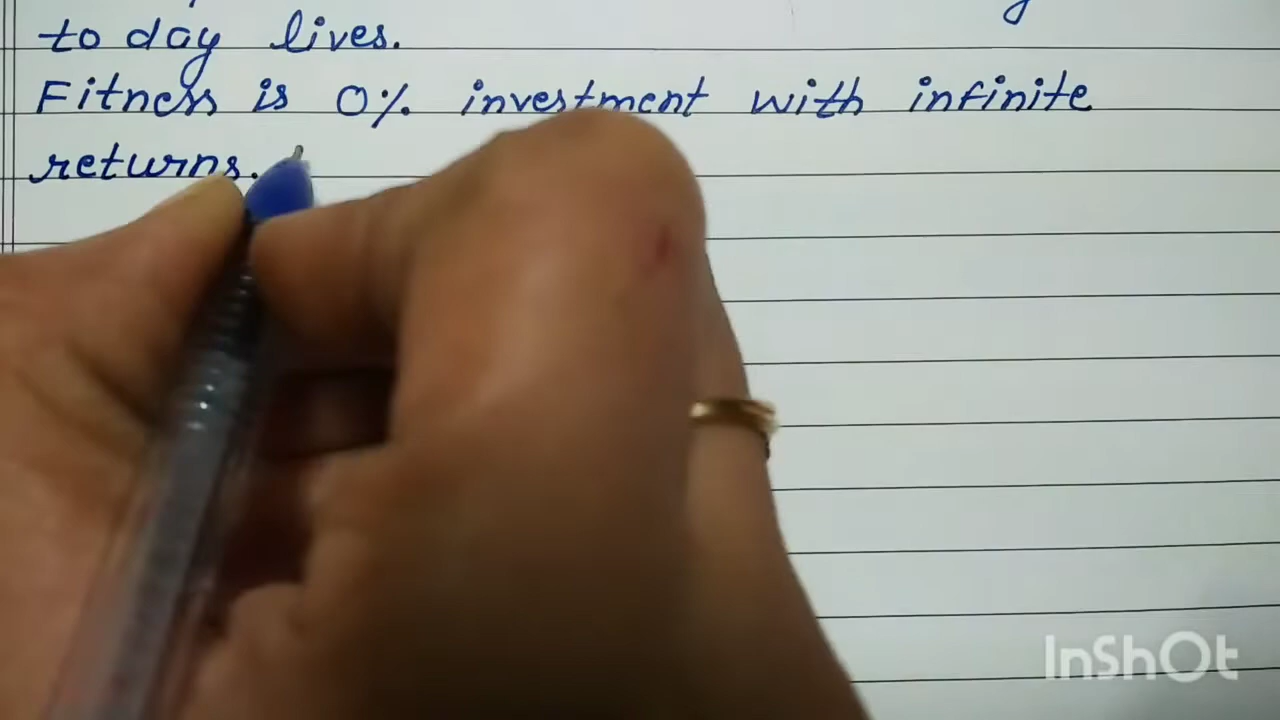 to day lives.
Fitness is 0% investment with infinite
returns.
InShOt